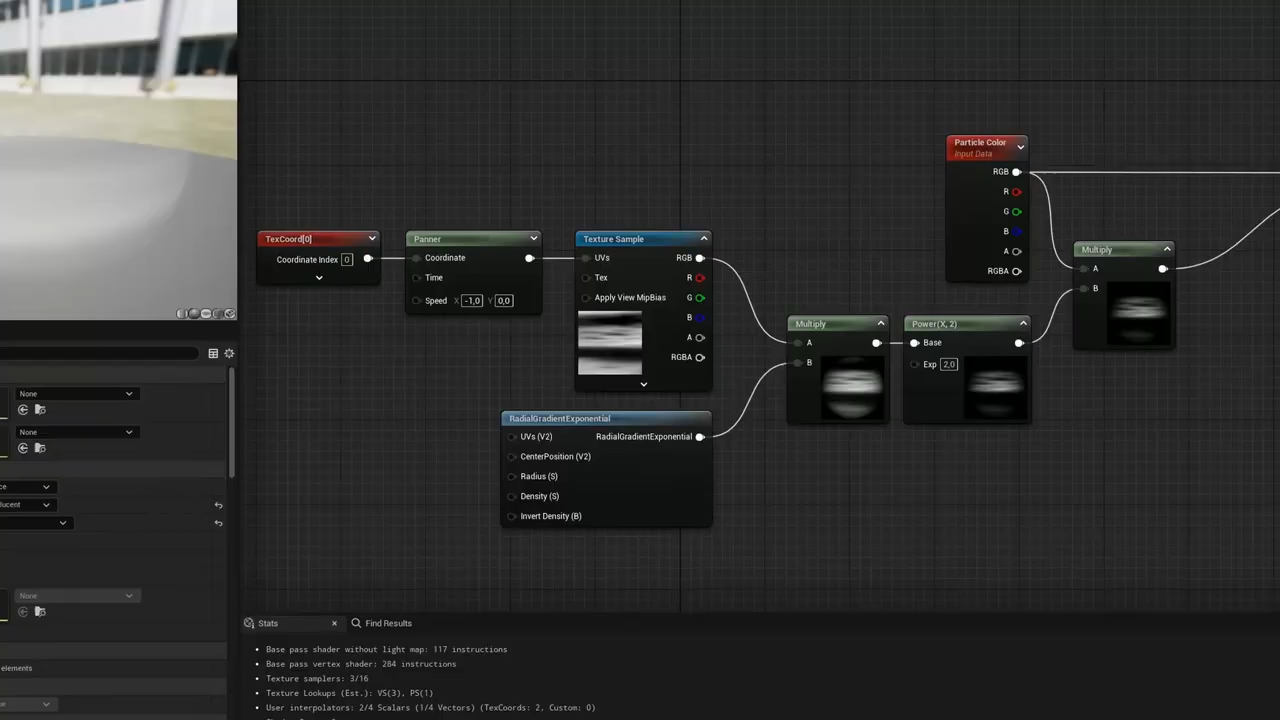 Particle Color
Input Data
RGB
R
G
B
A
RGBA
TexCoord[0]
Coordinate Index 0
Panner
Coordinate
Time
Speed X -1,0 Y 0,0
Texture Sample
UVs RGB
Tex R
Apply View MipBias G
B
A
RGBA
Multiply
A
B
Multiply
A
B
Power(X, 2)
Base
Exp 2,0
RadialGradientExponential
UVs (V2) RadialGradientExponential
CenterPosition (V2)
Radius (S)
Density (S)
Invert Density (B)
None
None
ce
lucent
None
elements
Stats
Find Results
Base pass shader without light map: 117 instructions
Base pass vertex shader: 284 instructions
Texture samplers: 3/16
Texture Lookups (Est.): VS(3), PS(1)
User interpolators: 2/4 Scalars (1/4 Vectors) (TexCoords: 2, Custom: 0)